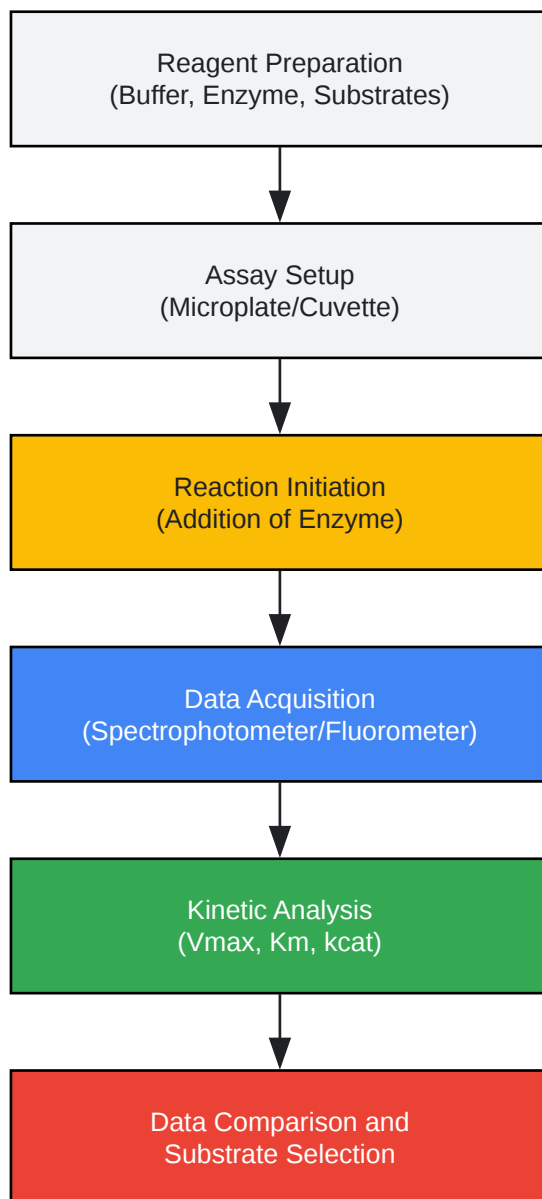 Reagent Preparation
(Buffer, Enzyme, Substrates)
Assay Setup
(Microplate/Cuvette)
Reaction Initiation
(Addition of Enzyme)
Data Acquisition
(Spectrophotometer/Fluorometer)
Kinetic Analysis
(Vmax, Km, kcat)
Data Comparison and
Substrate Selection